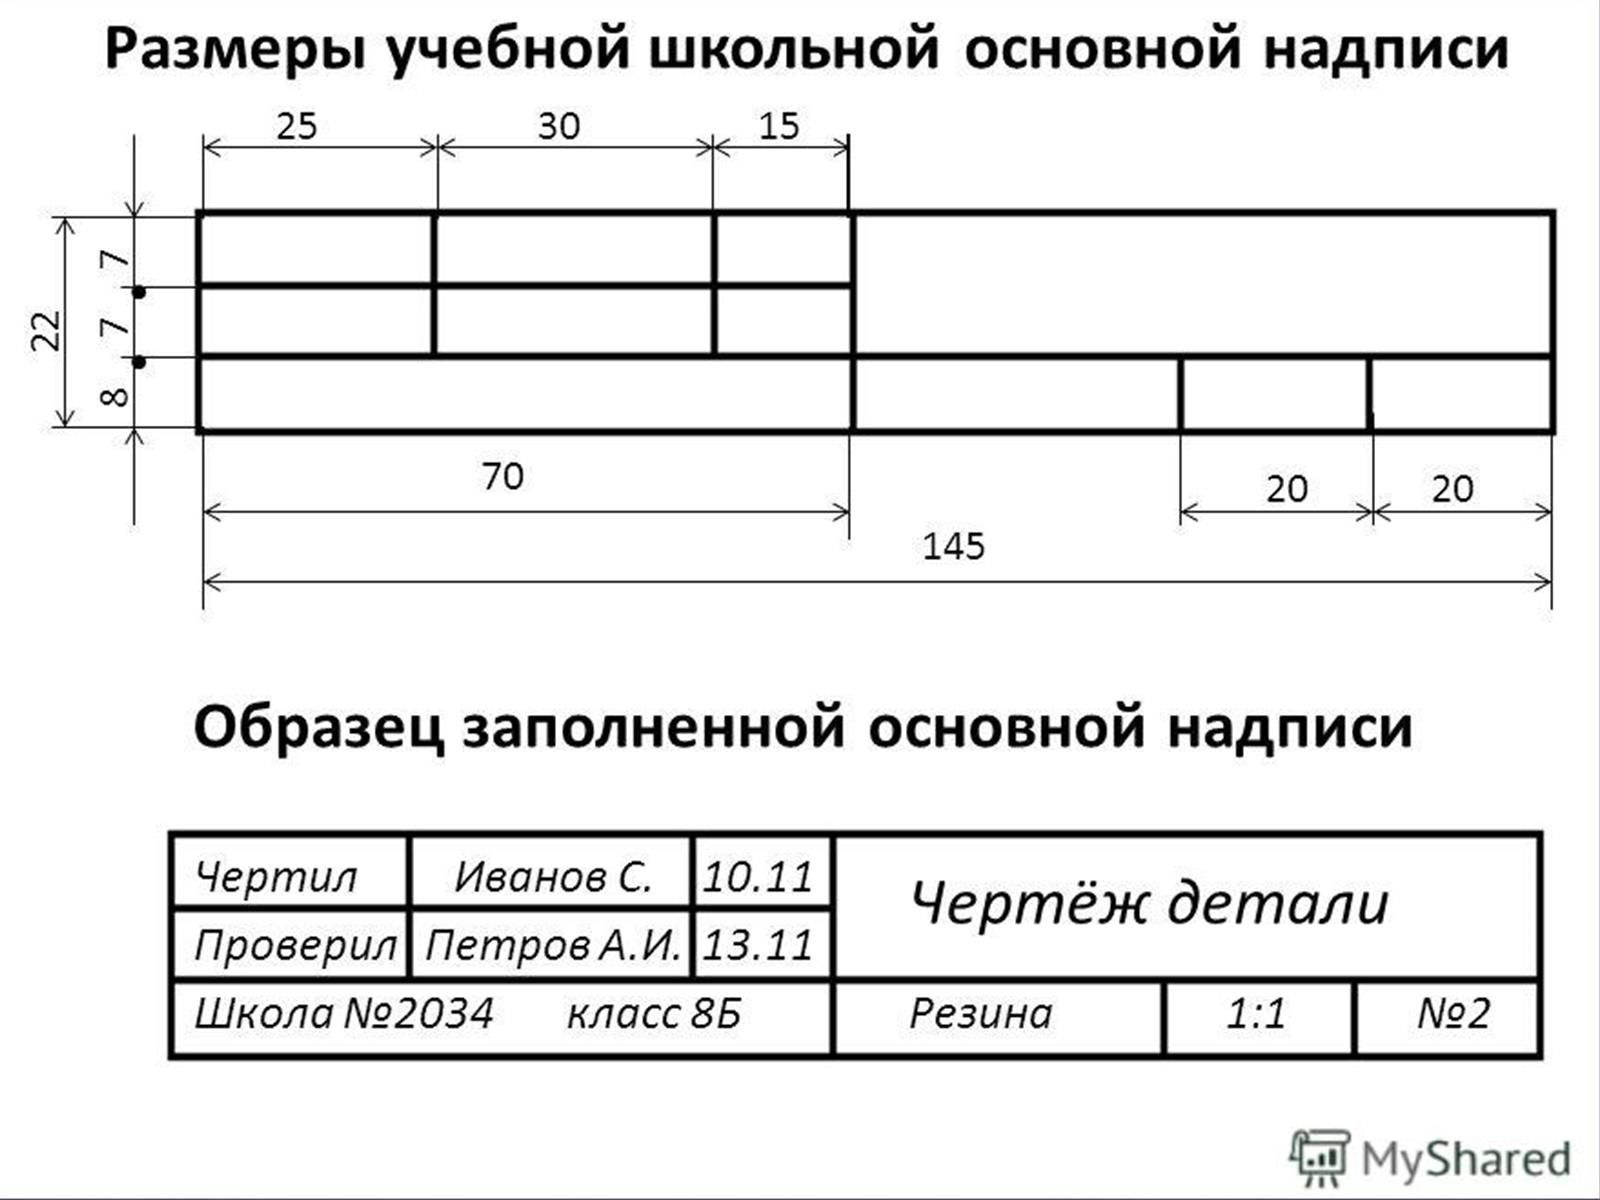 Размеры учебной школьной основной надписи
25 30 15
7
22
7
8
70
20 20
145
Образец заполненной основной надписи
Чертил Иванов С. 10.11
Чертёж детали
Проверил Петров А.И. 13.11
Школа №2034 класс 8Б Резина 1:1 №2
MyShared